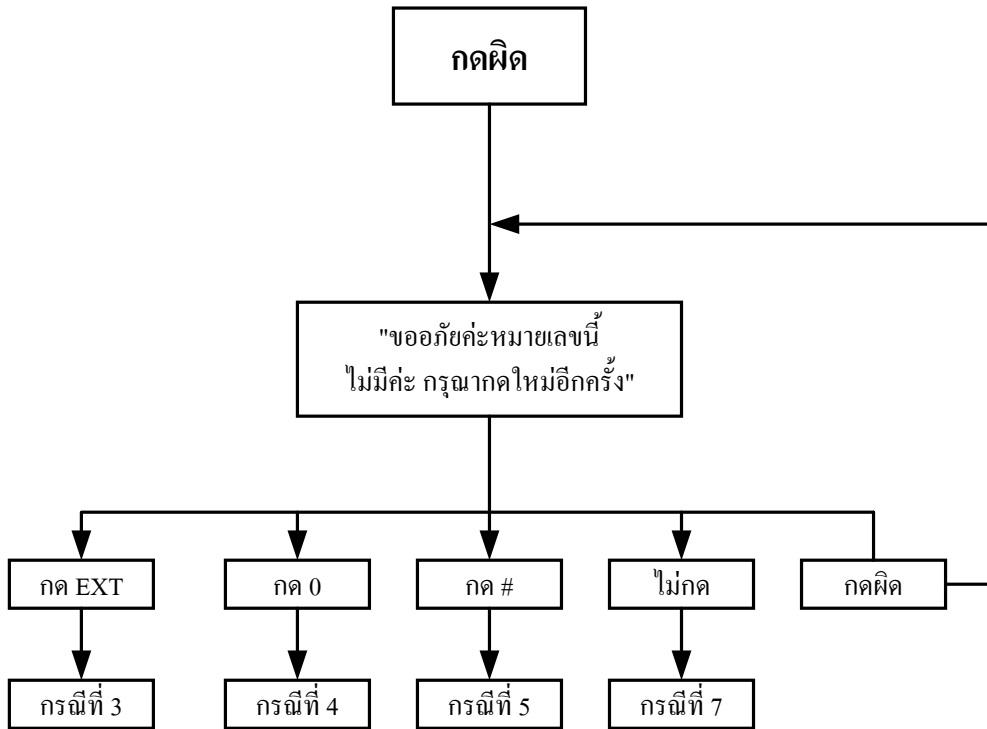 กดผิด
"ขออภัยค่ะหมายเลขนี้
ไม่มีค่ะ กรุณากดใหม่อีกครั้ง"
กด EXT
กด 0
กด #
ไม่กด
กดผิด
กรณีที่ 3
กรณีที่ 4
กรณีที่ 5
กรณีที่ 7